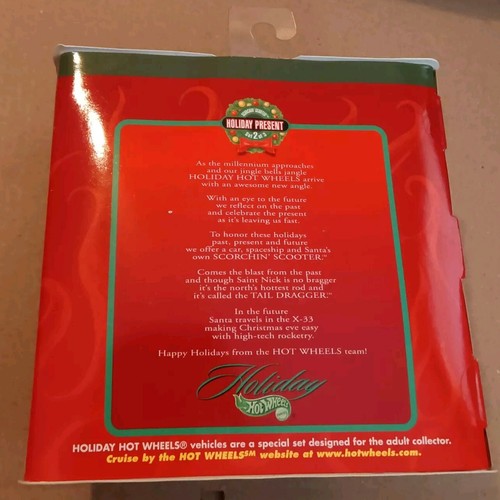 HOLIDAY PRESENT
As the millennium approaches
and our jingle bells jangle
HOLIDAY HOT WHEELS arrive
with an awesome new angle.
With an eye to the future
we reflect on the past
and celebrate the present
as it's leaving us fast.
To honor these holidays
past, present and future
we offer a car, spaceship and Santa's
own SCORCHIN' SCOOTER.™
Comes the blast from the past
and though Saint Nick is no bragger
it's the north's hottest rod and
it's called the TAIL DRAGGER.™
In the future
Santa travels in the X-33
making Christmas eve easy
with high-tech rocketry.
Happy Holidays from the HOT WHEELS team!
Holiday
Hot Wheels
HOLIDAY HOT WHEELS® vehicles are a special set designed for the adult collector.
Cruise by the HOT WHEELS℠ website at www.hotwheels.com.